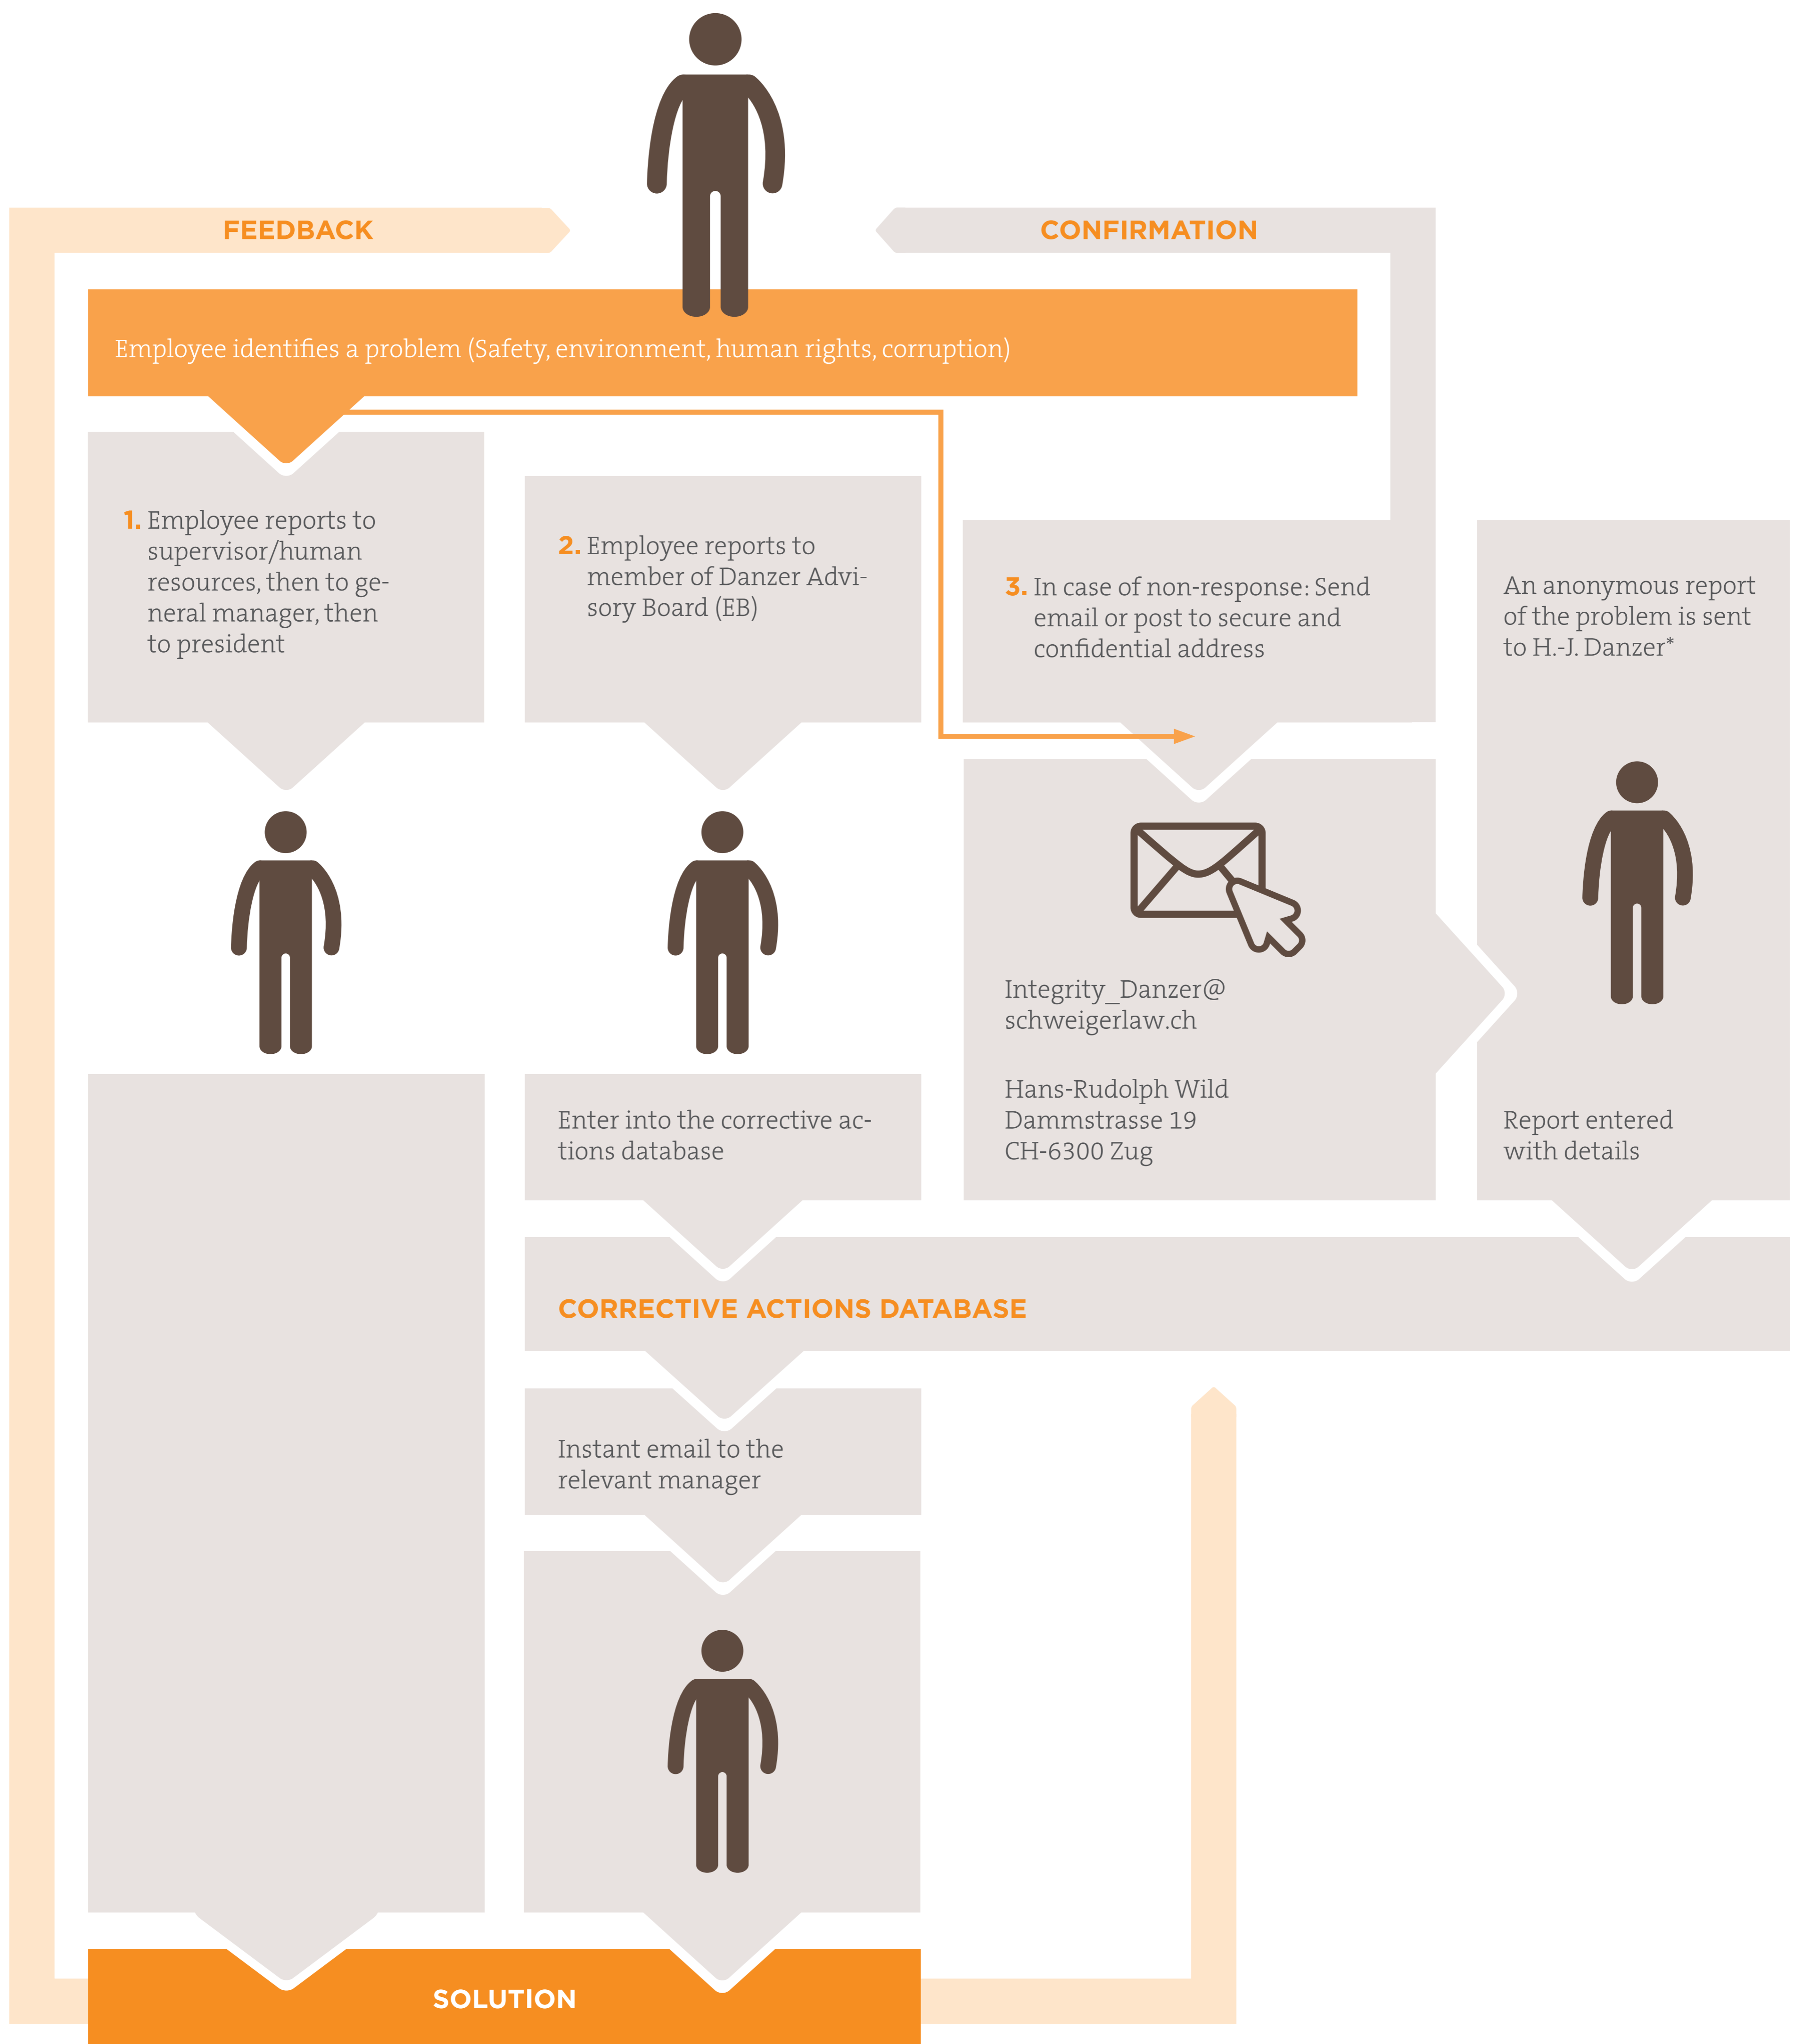 FEEDBACK
CONFIRMATION
Employee identifies a problem (Safety, environment, human rights, corruption)
1. Employee reports to
supervisor/human
resources, then to ge-
neral manager, then
to president
2. Employee reports to
member of Danzer Advi-
sory Board (EB)
3. In case of non-response: Send
email or post to secure and
confidential address
An anonymous report
of the problem is sent
to H.-J. Danzer*
Integrity_Danzer@
schweigerlaw.ch
Hans-Rudolph Wild
Dammstrasse 19
CH-6300 Zug
Enter into the corrective ac-
tions database
Report entered
with details
CORRECTIVE ACTIONS DATABASE
Instant email to the
relevant manager
SOLUTION